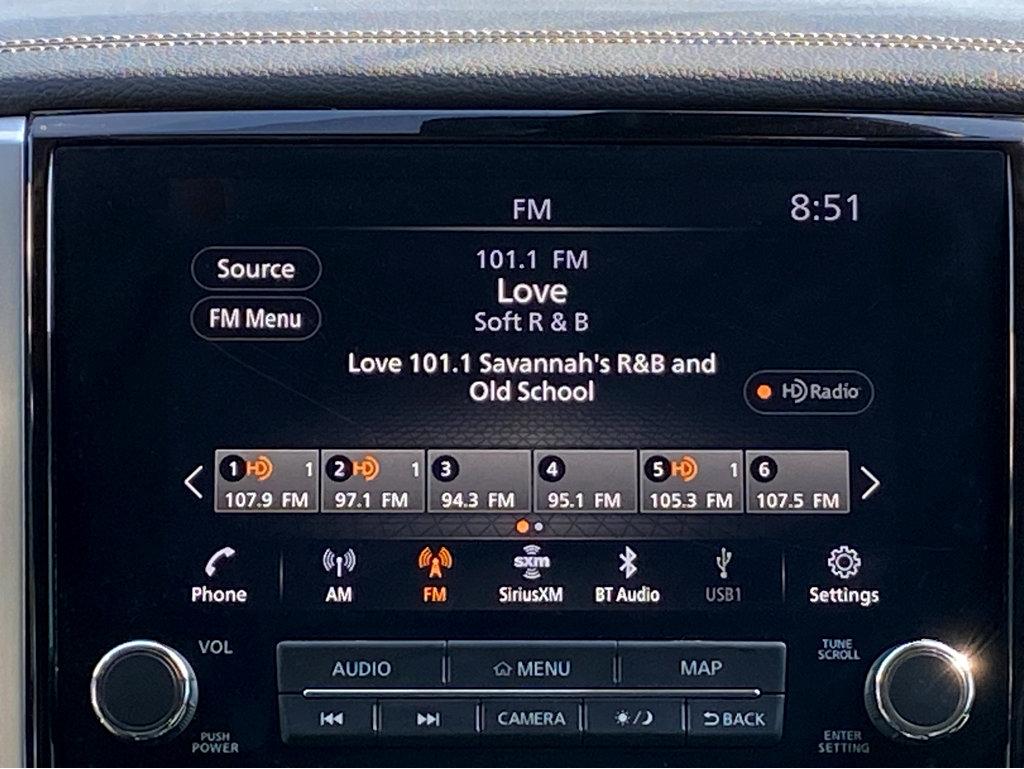 FM
8:51
Source
101.1 FM
Love
FM Menu
Soft R & B
Love 101.1 Savannah's R&B and
Old School
HD Radio
1 HD 1
107.9 FM
2 HD 1
97.1 FM
3
94.3 FM
4
95.1 FM
5 HD 1
105.3 FM
6
107.5 FM
Phone
AM
FM
sxm
SiriusXM
BT Audio
USB1
Settings
VOL
AUDIO
MENU
MAP
TUNE
SCROLL
PUSH
POWER
CAMERA
BACK
ENTER
SETTING